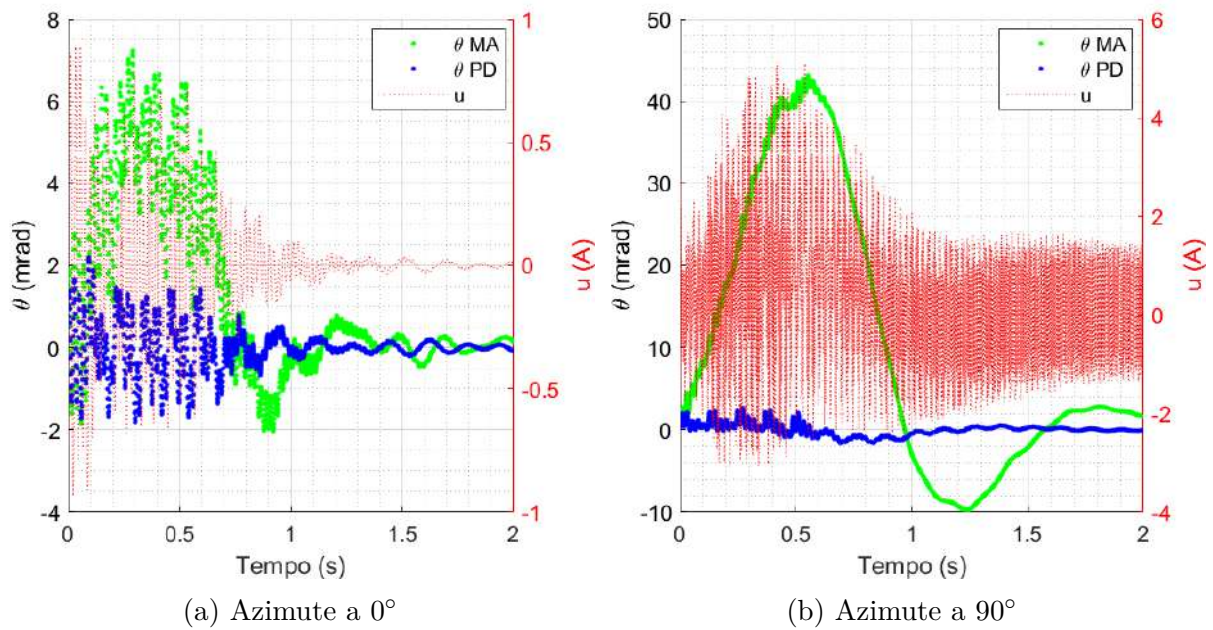 8
6
4
2
0
-2
-4
θ (mrad)
0
0.5
1
1.5
2
Tempo (s)
1
0.5
0
-0.5
-1
u (A)
θ MA
θ PD
u
(a) Azimute a 0°
50
40
30
20
10
0
-10
θ (mrad)
0
0.5
1
1.5
2
Tempo (s)
6
4
2
0
-2
-4
u (A)
θ MA
θ PD
u
(b) Azimute a 90°